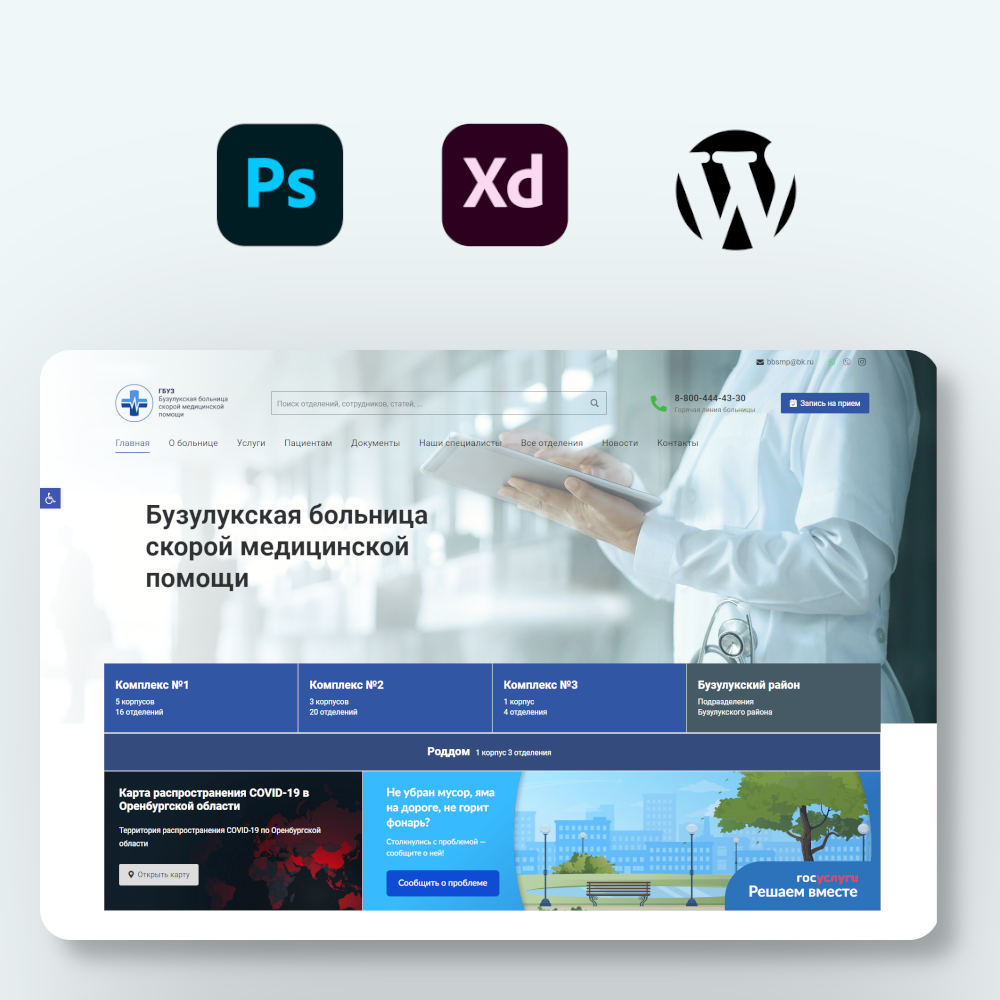 Ps
Xd
W
bbsmp@bk.ru
ГБУЗ
Бузулукская больница
скорой медицинской
помощи
Поиск отделений, сотрудников, статей, ...
8-800-444-43-30
Горячая линия больницы
Запись на прием
Главная О больнице Услуги Пациентам Документы Наши специалисты Все отделения Новости Контакты
Бузулукская больница
скорой медицинской
помощи
Комплекс №1
5 корпусов
16 отделений
Комплекс №2
3 корпусов
20 отделений
Комплекс №3
1 корпус
4 отделения
Бузулукский район
Подразделения
Бузулукского района
Роддом 1 корпус 3 отделения
Карта распространения COVID-19 в
Оренбургской области
Территория распространения COVID-19 по Оренбургской
области
Открыть карту
Не убран мусор, яма
на дороге, не горит
фонарь?
Столкнулись с проблемой —
сообщите о ней!
Сообщить о проблеме
госуслуги
Решаем вместе